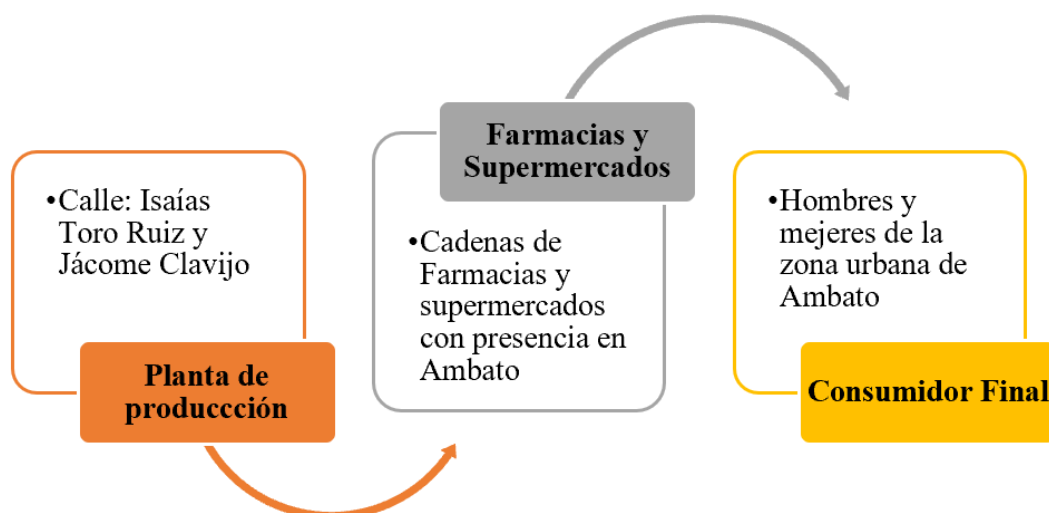 •Calle: Isaías
Toro Ruiz y
Jácome Clavijo
Planta de
produccción
Farmacias y
Supermercados
•Cadenas de
Farmacias y
supermercados
con presencia en
Ambato
•Hombres y
mejeres de la
zona urbana de
Ambato
Consumidor Final